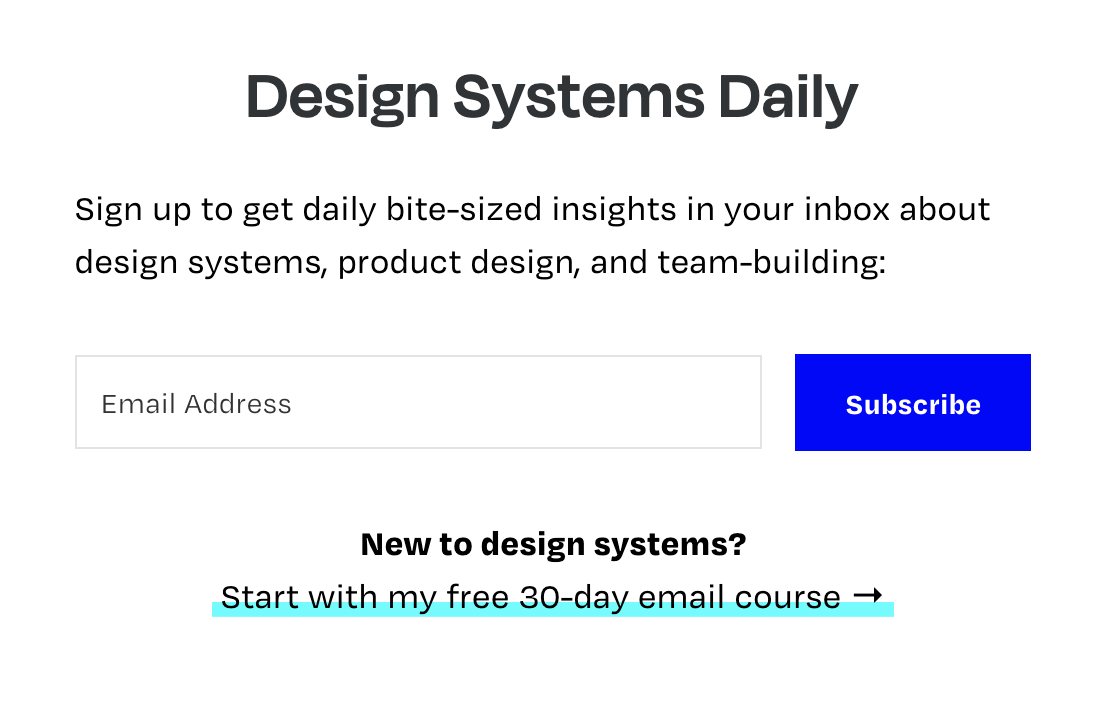 Design Systems Daily
Sign up to get daily bite-sized insights in your inbox about
design systems, product design, and team-building:
Email Address
Subscribe
New to design systems?
Start with my free 30-day email course →